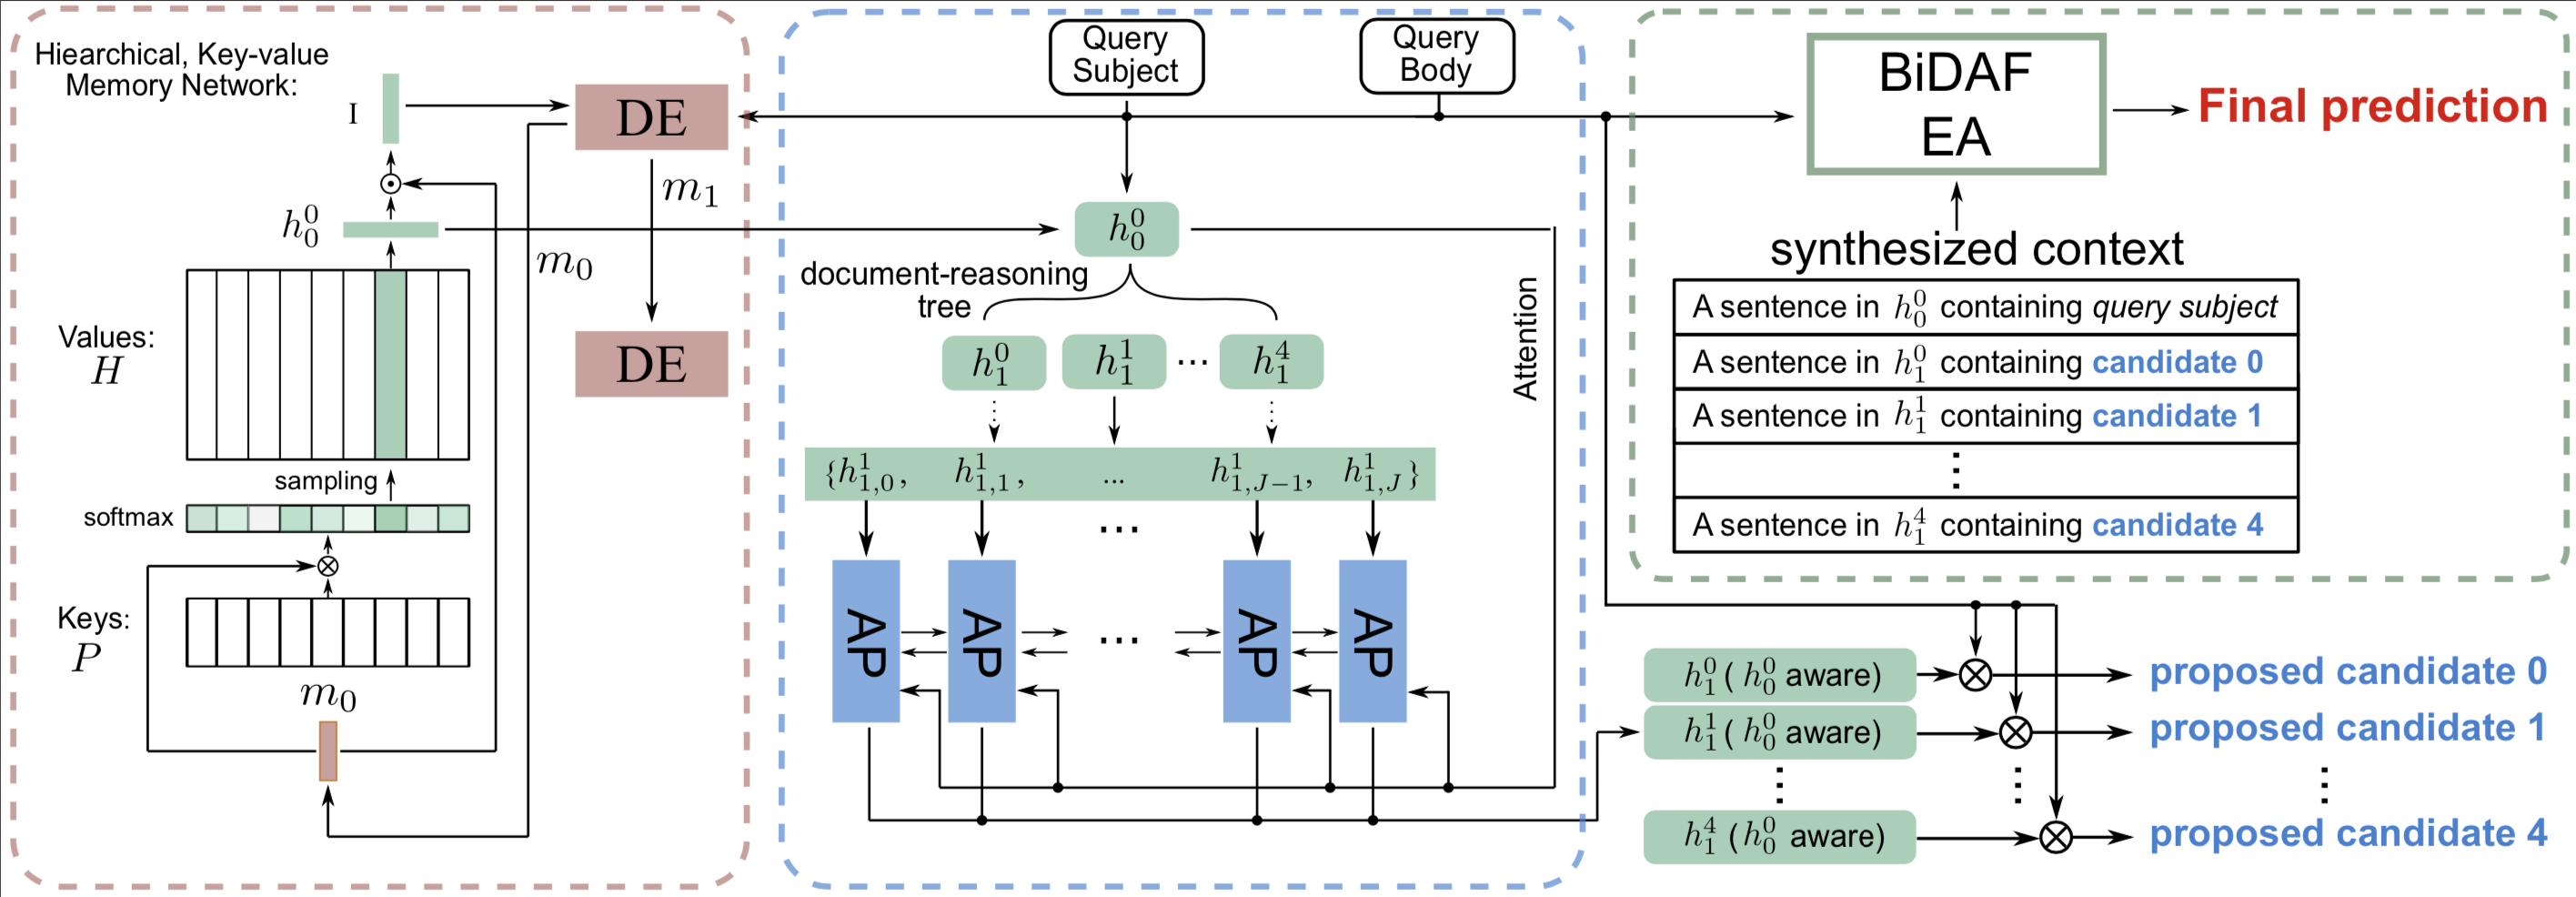 Hiearchical, Key-value
Memory Network:
I
DE
m_1
h_0^0
m_0
Values:
H
DE
sampling
softmax
Keys:
P
m_0
Query
Subject
Query
Body
h_0^0
document-reasoning
tree
h_1^0 h_1^1 ... h_1^4
Attention
{h_{1,0}^1, h_{1,1}^1, ... h_{1,J-1}^1, h_{1,J}^1}
...
AP AP ... AP AP
BiDAF
EA
Final prediction
synthesized context
A sentence in h_0^0 containing query subject
A sentence in h_1^0 containing candidate 0
A sentence in h_1^1 containing candidate 1
⋮
A sentence in h_1^4 containing candidate 4
h_1^0 ( h_0^0 aware) proposed candidate 0
h_1^1 ( h_0^0 aware) proposed candidate 1
⋮ ⋮ ⋮
h_1^4 ( h_0^0 aware) proposed candidate 4